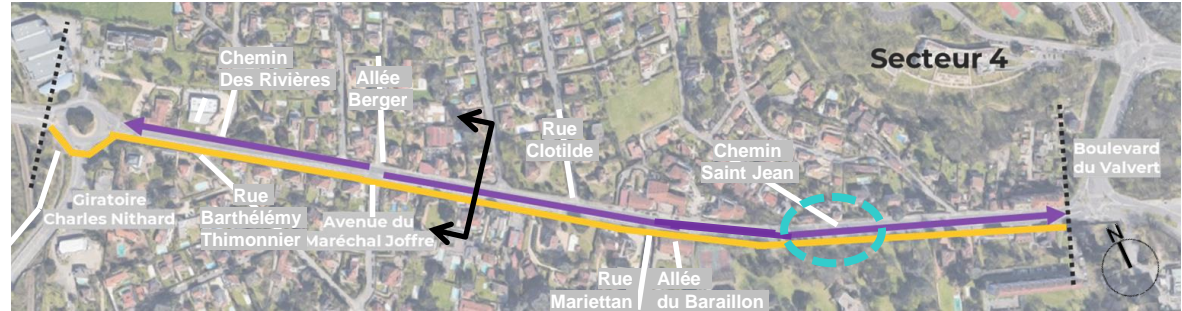 Secteur 4
Chemin
Des Rivières
Allée
Berger
Rue
Clotilde
Chemin
Saint Jean
Boulevard
du Valvert
Giratoire
Charles Nithard
Rue
Barthélémy
Thimonnier
Avenue du
Maréchal Joffre
Rue
Mariettan
Allée
du Baraillon
N